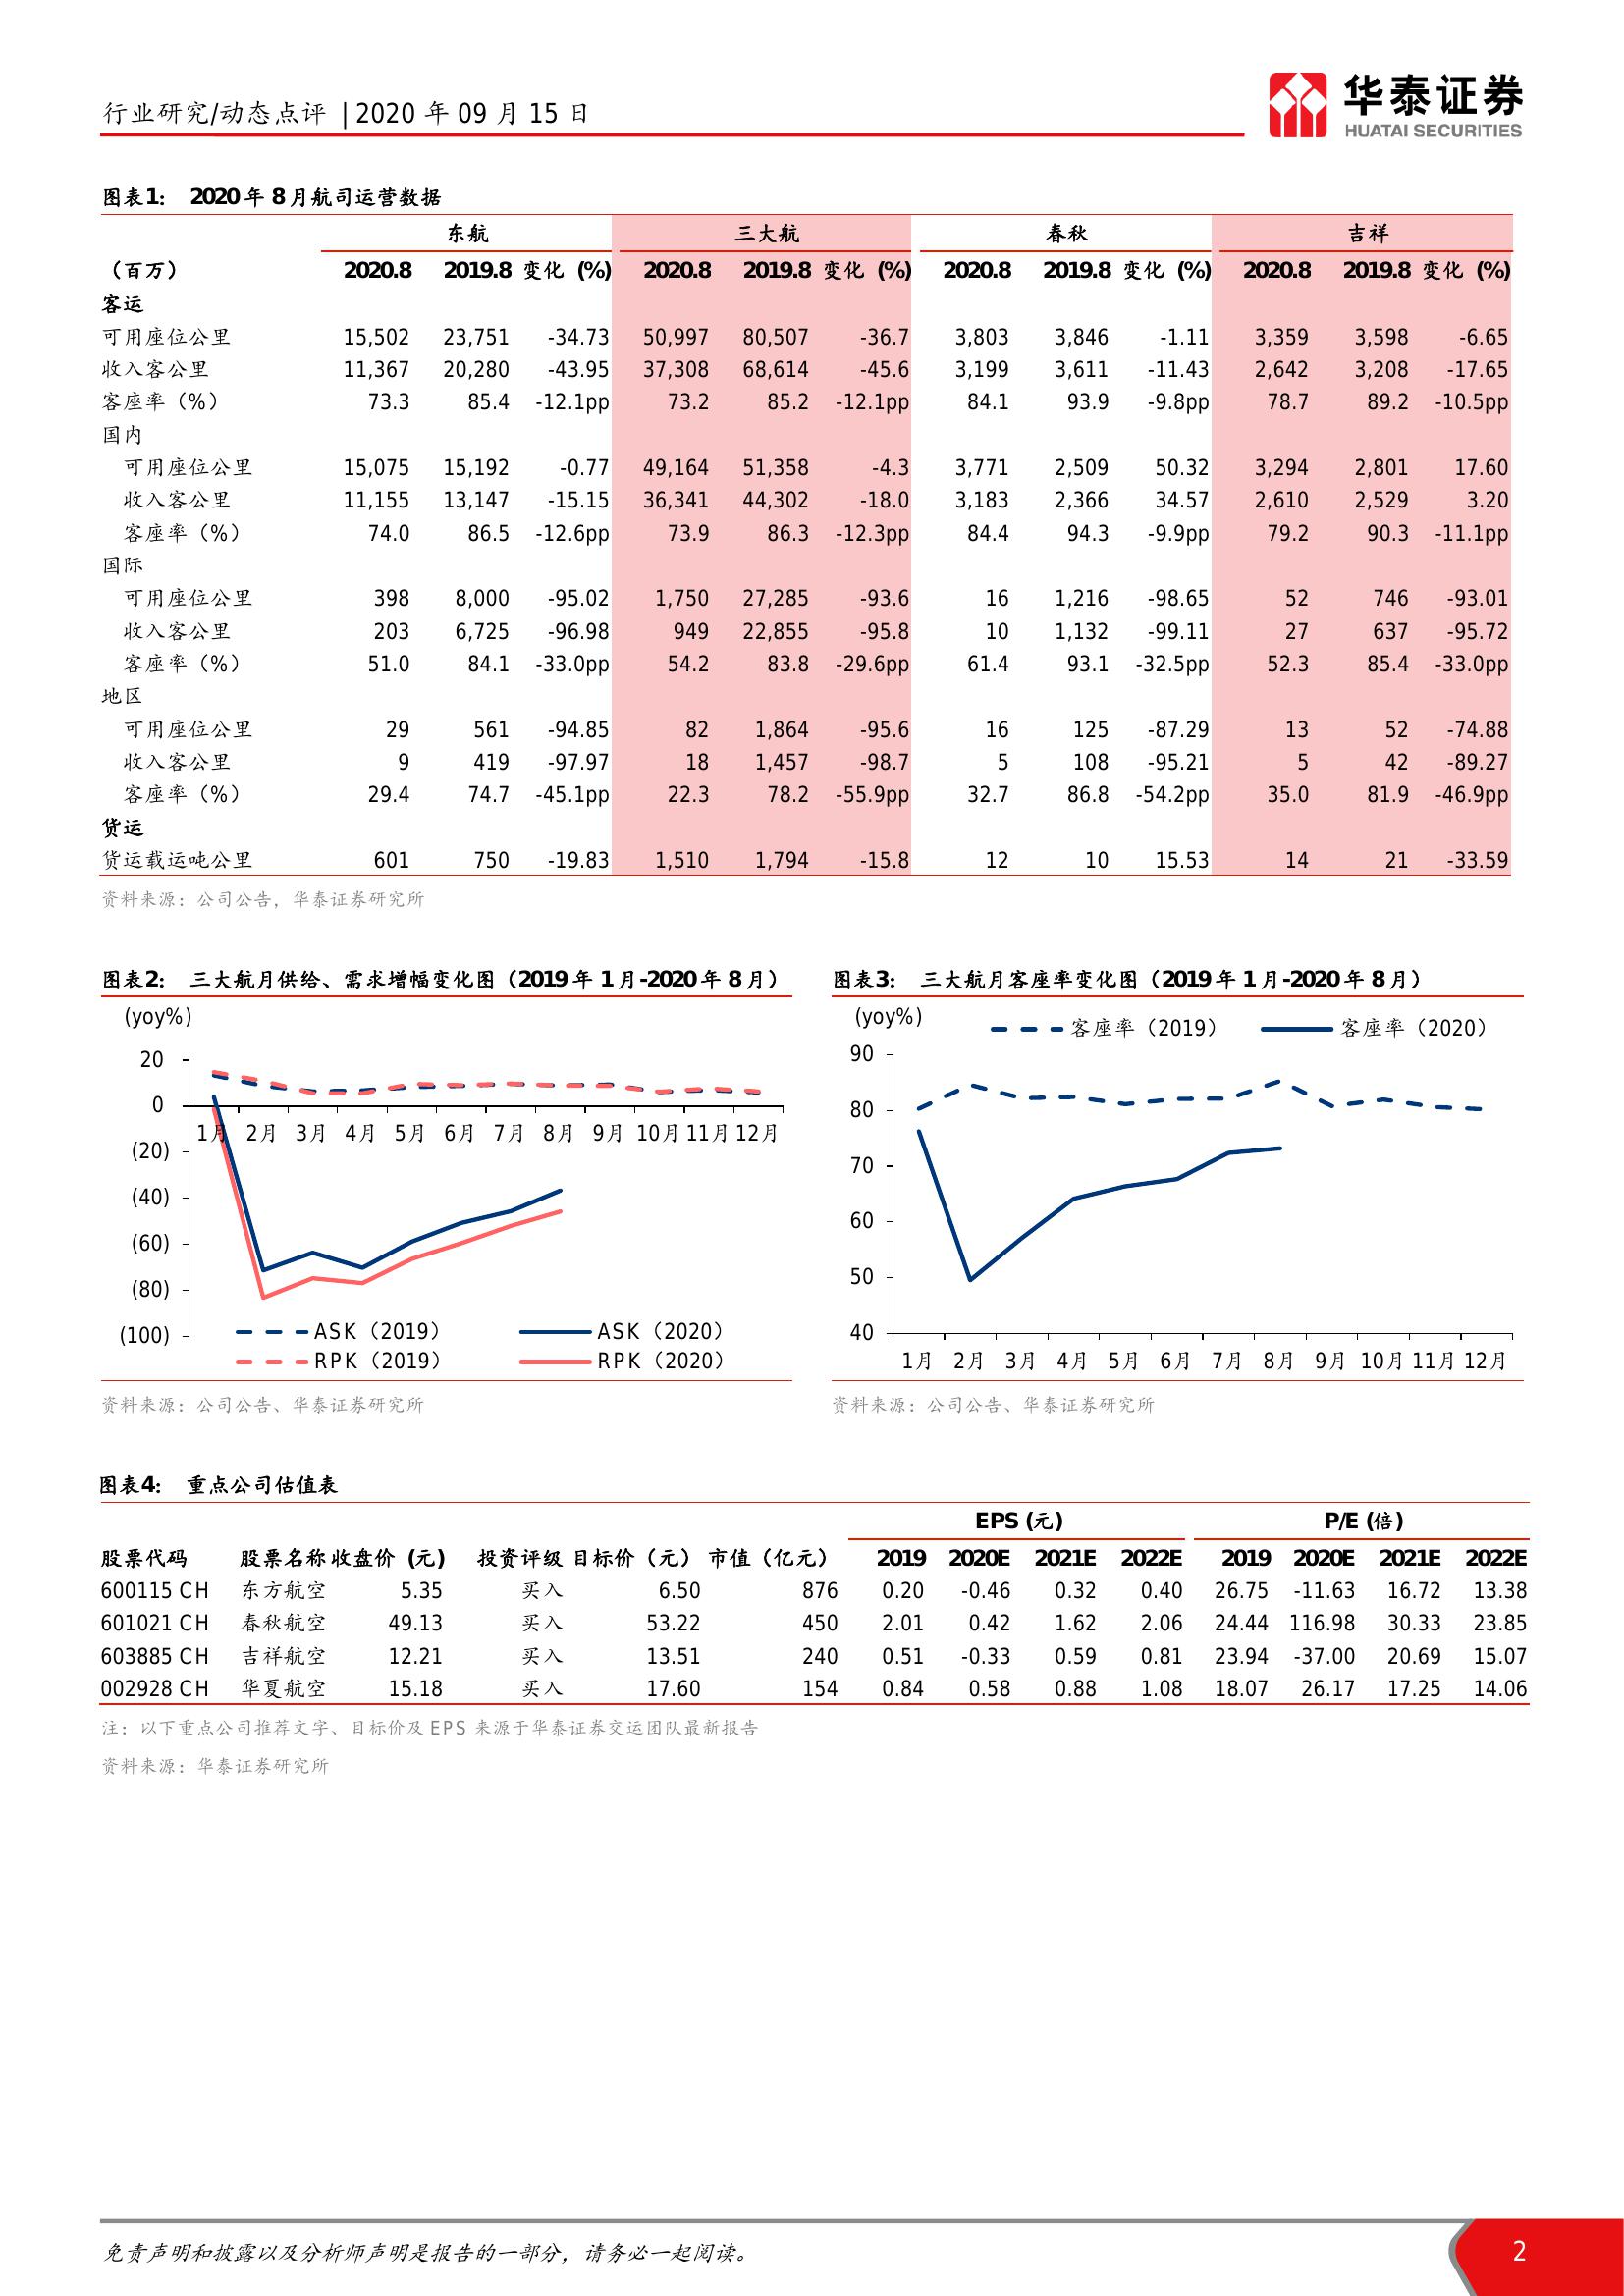 行业研究/动态点评 | 2020 年 09 月 15 日
华泰证券
HUATAI SECURITIES
图表1: 2020 年 8 月航司运营数据
东航 三大航 春秋 吉祥
（百万） 2020.8 2019.8 变化 (%) 2020.8 2019.8 变化 (%) 2020.8 2019.8 变化 (%) 2020.8 2019.8 变化 (%)
客运
可用座位公里 15,502 23,751 -34.73 50,997 80,507 -36.7 3,803 3,846 -1.11 3,359 3,598 -6.65
收入客公里 11,367 20,280 -43.95 37,308 68,614 -45.6 3,199 3,611 -11.43 2,642 3,208 -17.65
客座率（%） 73.3 85.4 -12.1pp 73.2 85.2 -12.1pp 84.1 93.9 -9.8pp 78.7 89.2 -10.5pp
国内
可用座位公里 15,075 15,192 -0.77 49,164 51,358 -4.3 3,771 2,509 50.32 3,294 2,801 17.60
收入客公里 11,155 13,147 -15.15 36,341 44,302 -18.0 3,183 2,366 34.57 2,610 2,529 3.20
客座率（%） 74.0 86.5 -12.6pp 73.9 86.3 -12.3pp 84.4 94.3 -9.9pp 79.2 90.3 -11.1pp
国际
可用座位公里 398 8,000 -95.02 1,750 27,285 -93.6 16 1,216 -98.65 52 746 -93.01
收入客公里 203 6,725 -96.98 949 22,855 -95.8 10 1,132 -99.11 27 637 -95.72
客座率（%） 51.0 84.1 -33.0pp 54.2 83.8 -29.6pp 61.4 93.1 -32.5pp 52.3 85.4 -33.0pp
地区
可用座位公里 29 561 -94.85 82 1,864 -95.6 16 125 -87.29 13 52 -74.88
收入客公里 9 419 -97.97 18 1,457 -98.7 5 108 -95.21 5 42 -89.27
客座率（%） 29.4 74.7 -45.1pp 22.3 78.2 -55.9pp 32.7 86.8 -54.2pp 35.0 81.9 -46.9pp
货运
货运载运吨公里 601 750 -19.83 1,510 1,794 -15.8 12 10 15.53 14 21 -33.59
资料来源：公司公告，华泰证券研究所
图表2: 三大航月供给、需求增幅变化图（2019 年 1 月-2020 年 8 月）
(yoy%)
20
0
1月 2月 3月 4月 5月 6月 7月 8月 9月 10月 11月 12月
(20)
(40)
(60)
(80)
(100)
ASK（2019） ASK（2020）
RPK（2019） RPK（2020）
资料来源：公司公告、华泰证券研究所
图表3: 三大航月客座率变化图（2019 年 1 月-2020 年 8 月）
(yoy%)
客座率（2019） 客座率（2020）
90
80
70
60
50
40
1月 2月 3月 4月 5月 6月 7月 8月 9月 10月 11月 12月
资料来源：公司公告、华泰证券研究所
图表4: 重点公司估值表
EPS (元) P/E (倍)
股票代码 股票名称 收盘价 (元) 投资评级 目标价（元） 市值（亿元） 2019 2020E 2021E 2022E 2019 2020E 2021E 2022E
600115 CH 东方航空 5.35 买入 6.50 876 0.20 -0.46 0.32 0.40 26.75 -11.63 16.72 13.38
601021 CH 春秋航空 49.13 买入 53.22 450 2.01 0.42 1.62 2.06 24.44 116.98 30.33 23.85
603885 CH 吉祥航空 12.21 买入 13.51 240 0.51 -0.33 0.59 0.81 23.94 -37.00 20.69 15.07
002928 CH 华夏航空 15.18 买入 17.60 154 0.84 0.58 0.88 1.08 18.07 26.17 17.25 14.06
注：以下重点公司推荐文字、目标价及 EPS 来源于华泰证券交运团队最新报告
资料来源：华泰证券研究所
免责声明和披露以及分析师声明是报告的一部分，请务必一起阅读。
2